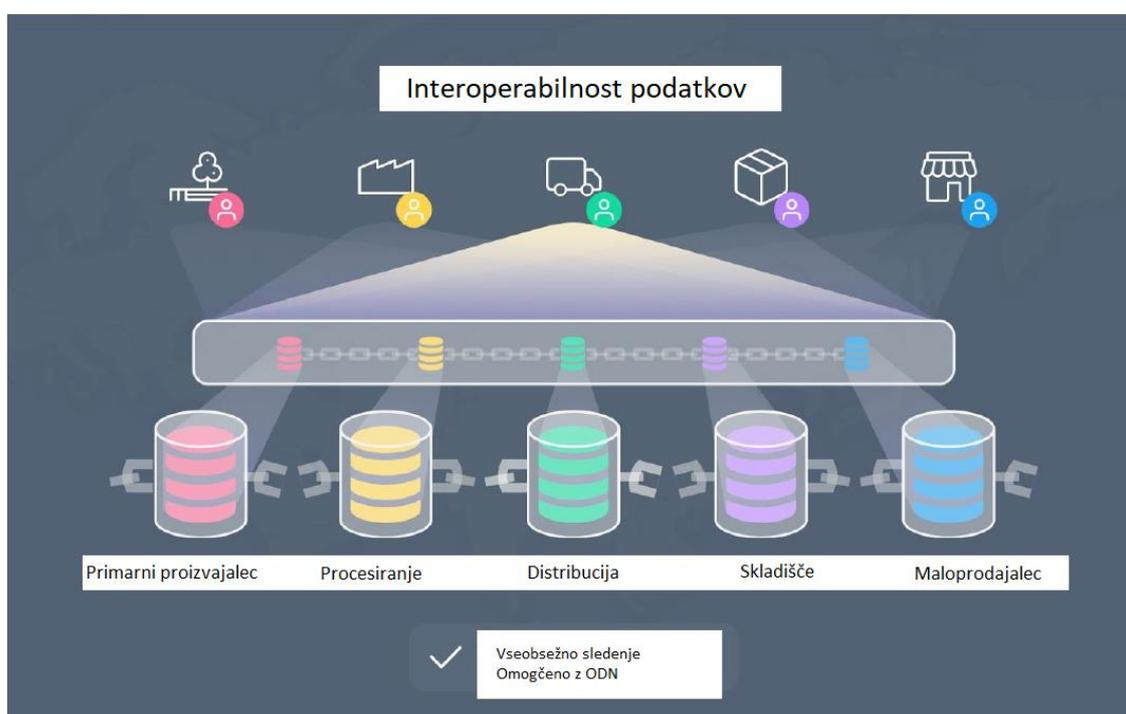 Interoperabilnost podatkov
Primarni proizvajalec Procesiranje Distribucija Skladišče Maloprodajalec
Vseobsežno sledenje
Omogčeno z ODN